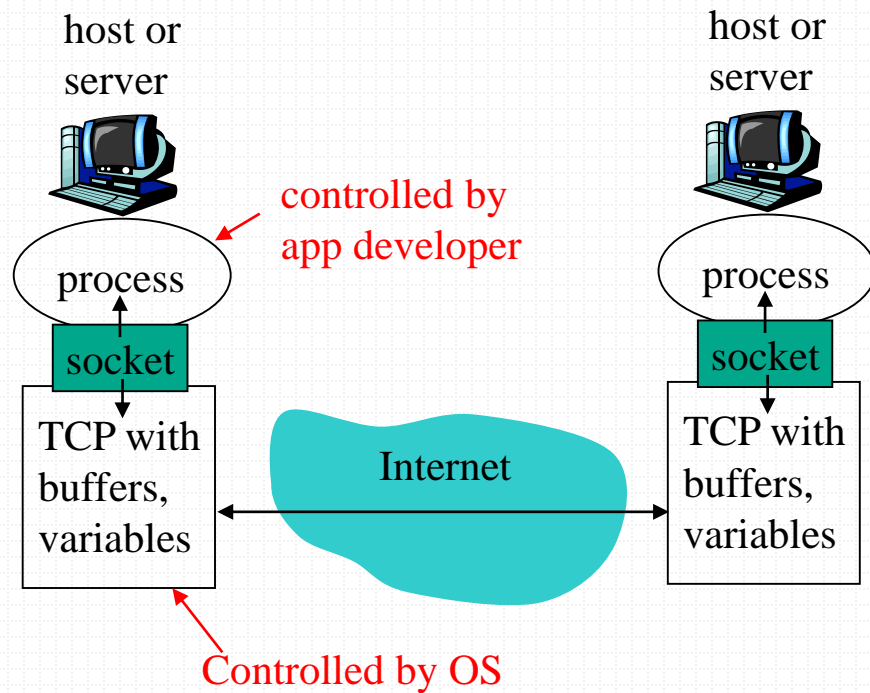 host or
server
host or
server
controlled by
app developer
process
process
socket
socket
TCP with
buffers,
variables
Internet
TCP with
buffers,
variables
Controlled by OS